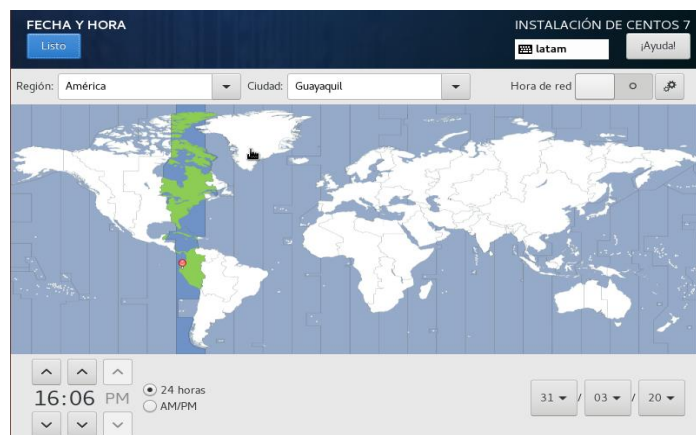 FECHA Y HORA
INSTALACIÓN DE CENTOS 7
Listo
latam
¡Ayuda!
Región: América
Ciudad: Guayaquil
Hora de red
16:06 PM
24 horas
AM/PM
31 / 03 / 20